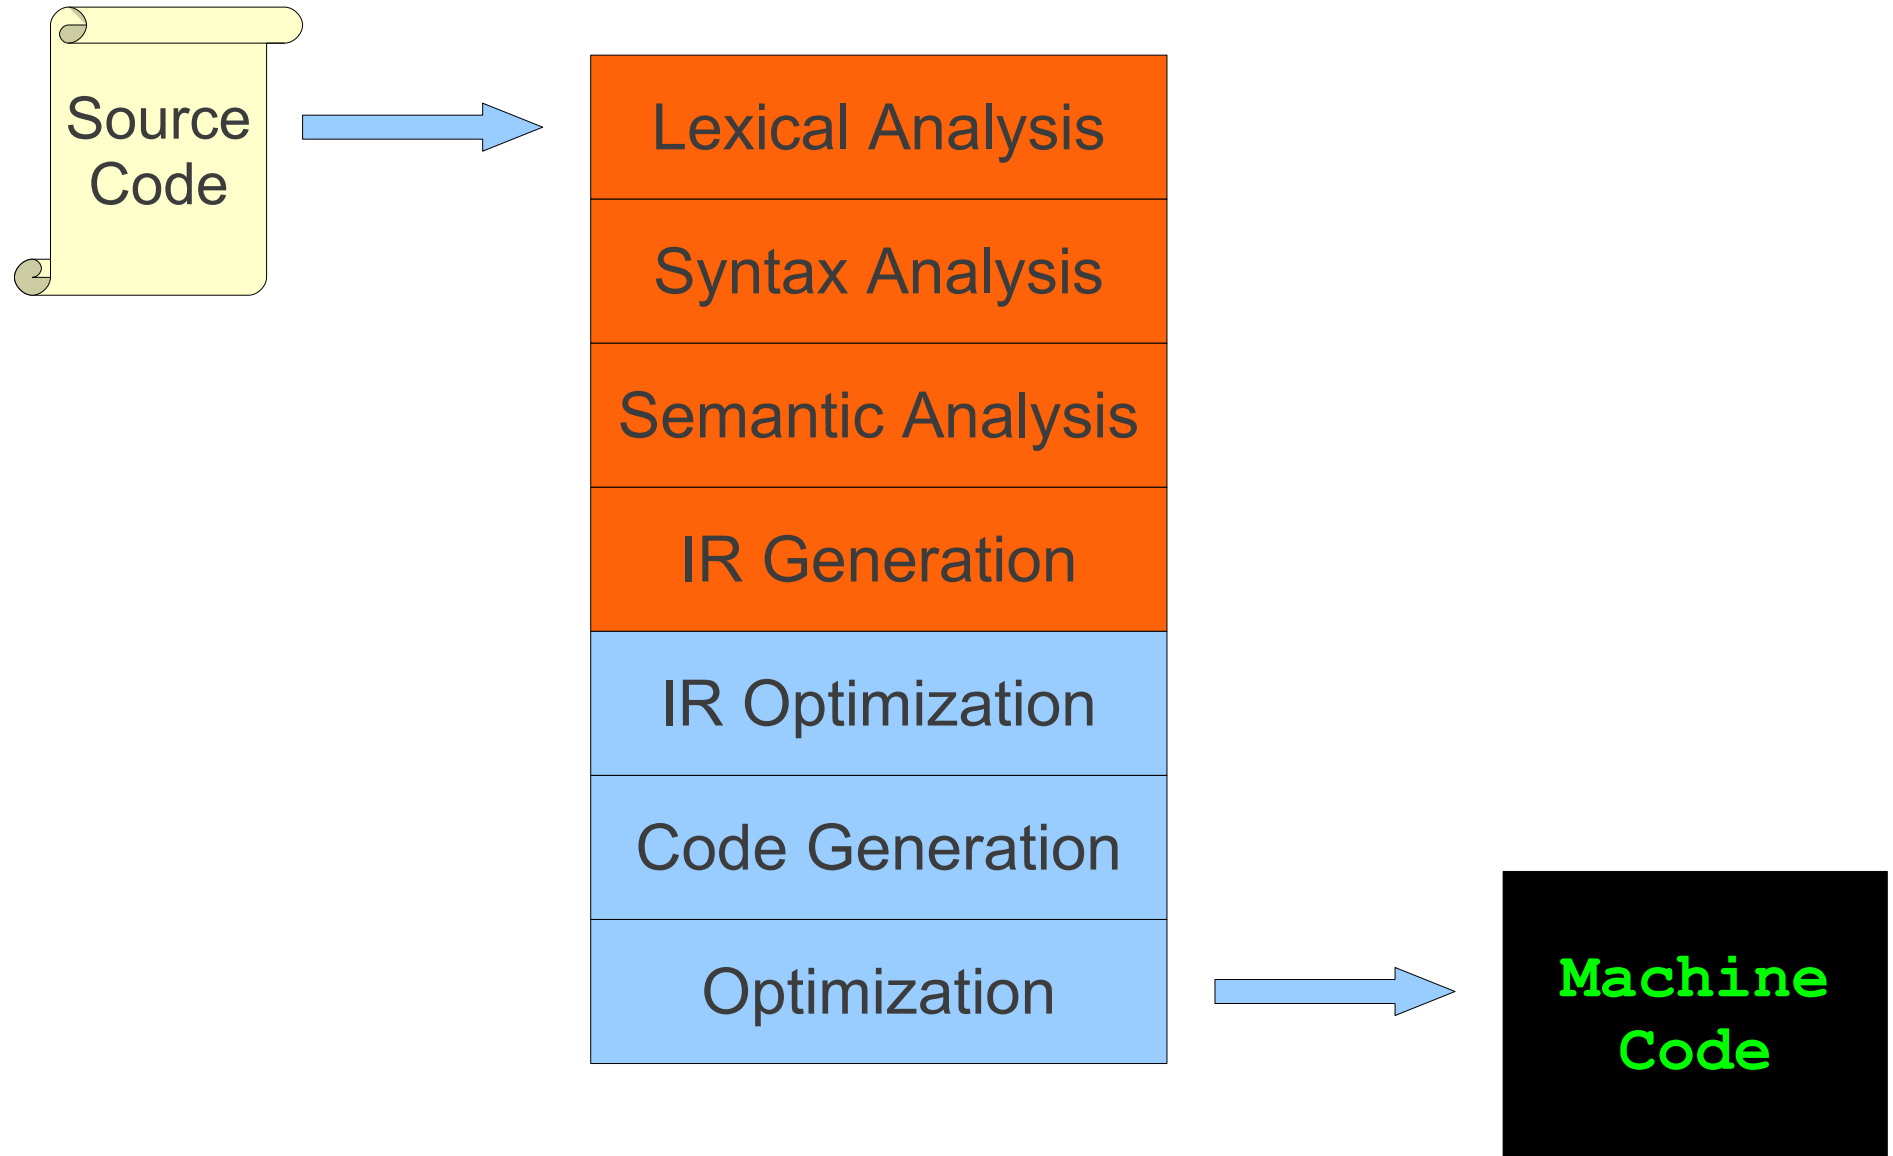 Source
Code
Lexical Analysis
Syntax Analysis
Semantic Analysis
IR Generation
IR Optimization
Code Generation
Optimization
Machine
Code